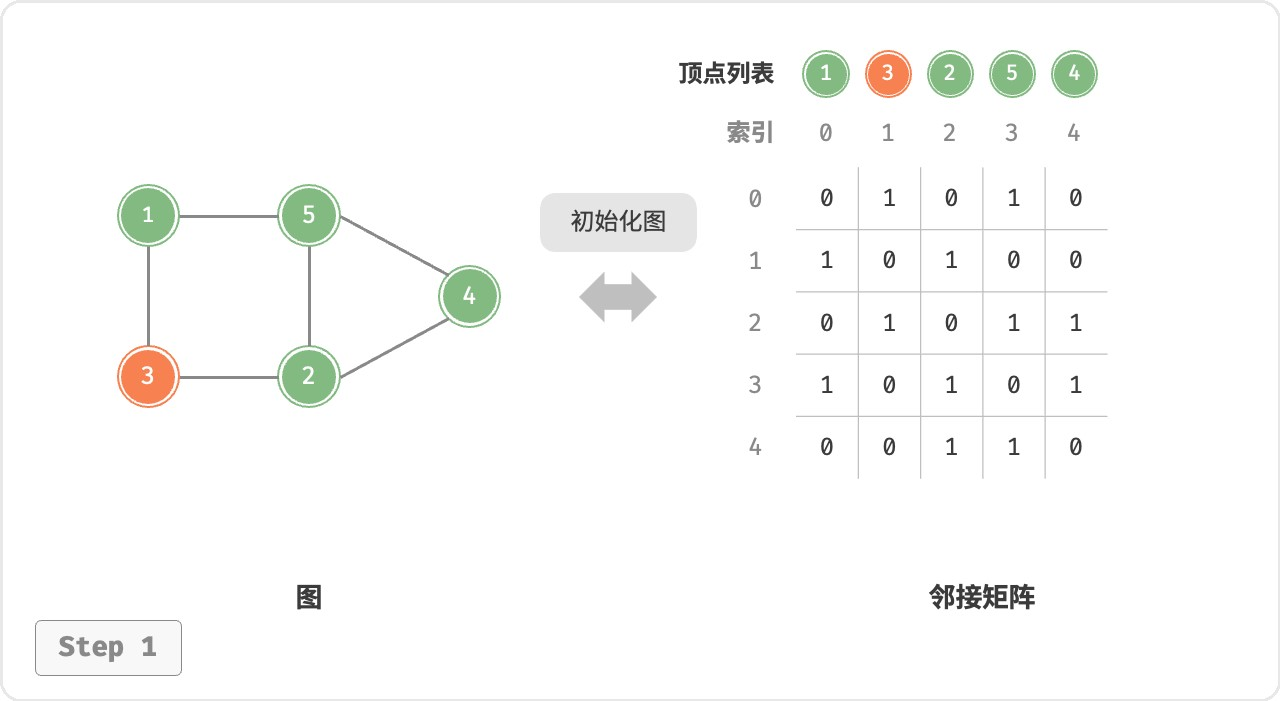 顶点列表 1 3 2 5 4
索引 0 1 2 3 4
0 0 1 0 1 0
1 1 0 1 0 0
2 0 1 0 1 1
3 1 0 1 0 1
4 0 0 1 1 0
1 5
4
3 2
初始化图
图
邻接矩阵
Step 1